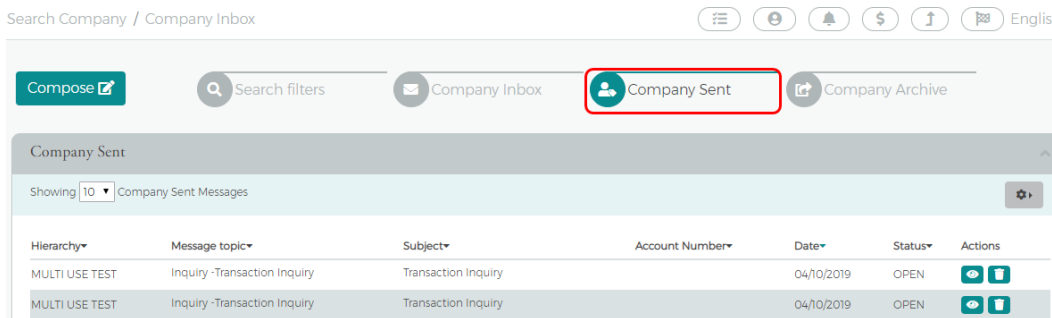 Search Company / Company Inbox
$
Englis
Compose
Search filters
Company Inbox
Company Sent
Company Archive
Company Sent
Showing 10 Company Sent Messages
Hierarchy Message topic Subject Account Number Date Status Actions
MULTI USE TEST Inquiry -Transaction Inquiry Transaction Inquiry 04/10/2019 OPEN
MULTI USE TEST Inquiry -Transaction Inquiry Transaction Inquiry 04/10/2019 OPEN